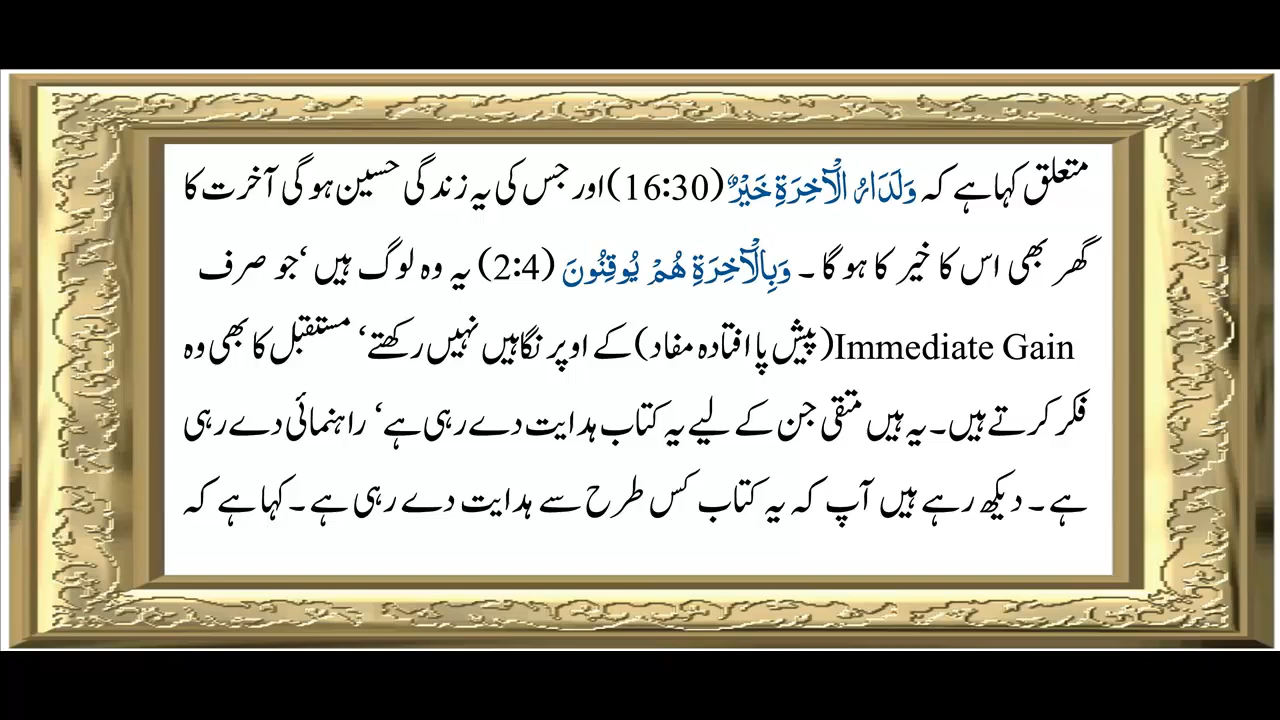 متعلق کہا ہے کہ وَلَدَارُ الْاٰخِرَةِ خَيْرٌ (16:30) اور جس کی یہ زندگی حسین ہوگی آخرت کا
گھر بھی اس کا خیر کا ہو گا ۔ وَبِالْاٰخِرَةِ هُمْ يُوقِنُونَ (2:4) یہ وہ لوگ ہیں ‘جو صرف
Immediate Gain(پیش پا افتادہ مفاد) کے اوپر نگاہیں نہیں رکھتے‘ مستقبل کا بھی وہ
فکر کرتے ہیں۔ یہ ہیں متقی جن کے لیے یہ کتاب ہدایت دے رہی ہے‘ راہنمائی دے رہی
ہے۔ دیکھ رہے ہیں آپ کہ یہ کتاب کس طرح سے ہدایت دے رہی ہے۔ کہا ہے کہ